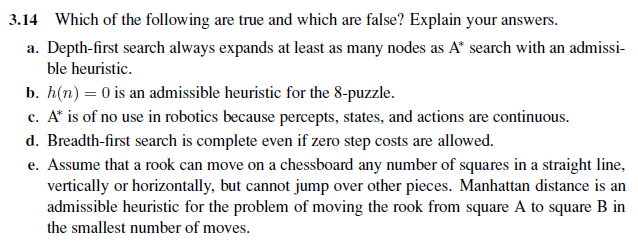 3.14 Which of the following are true and which are false? Explain your answers.
a. Depth-first search always expands at least as many nodes as A* search with an admissi-
ble heuristic.
b. h(n) = 0 is an admissible heuristic for the 8-puzzle.
c. A* is of no use in robotics because percepts, states, and actions are continuous.
d. Breadth-first search is complete even if zero step costs are allowed.
e. Assume that a rook can move on a chessboard any number of squares in a straight line,
vertically or horizontally, but cannot jump over other pieces. Manhattan distance is an
admissible heuristic for the problem of moving the rook from square A to square B in
the smallest number of moves.